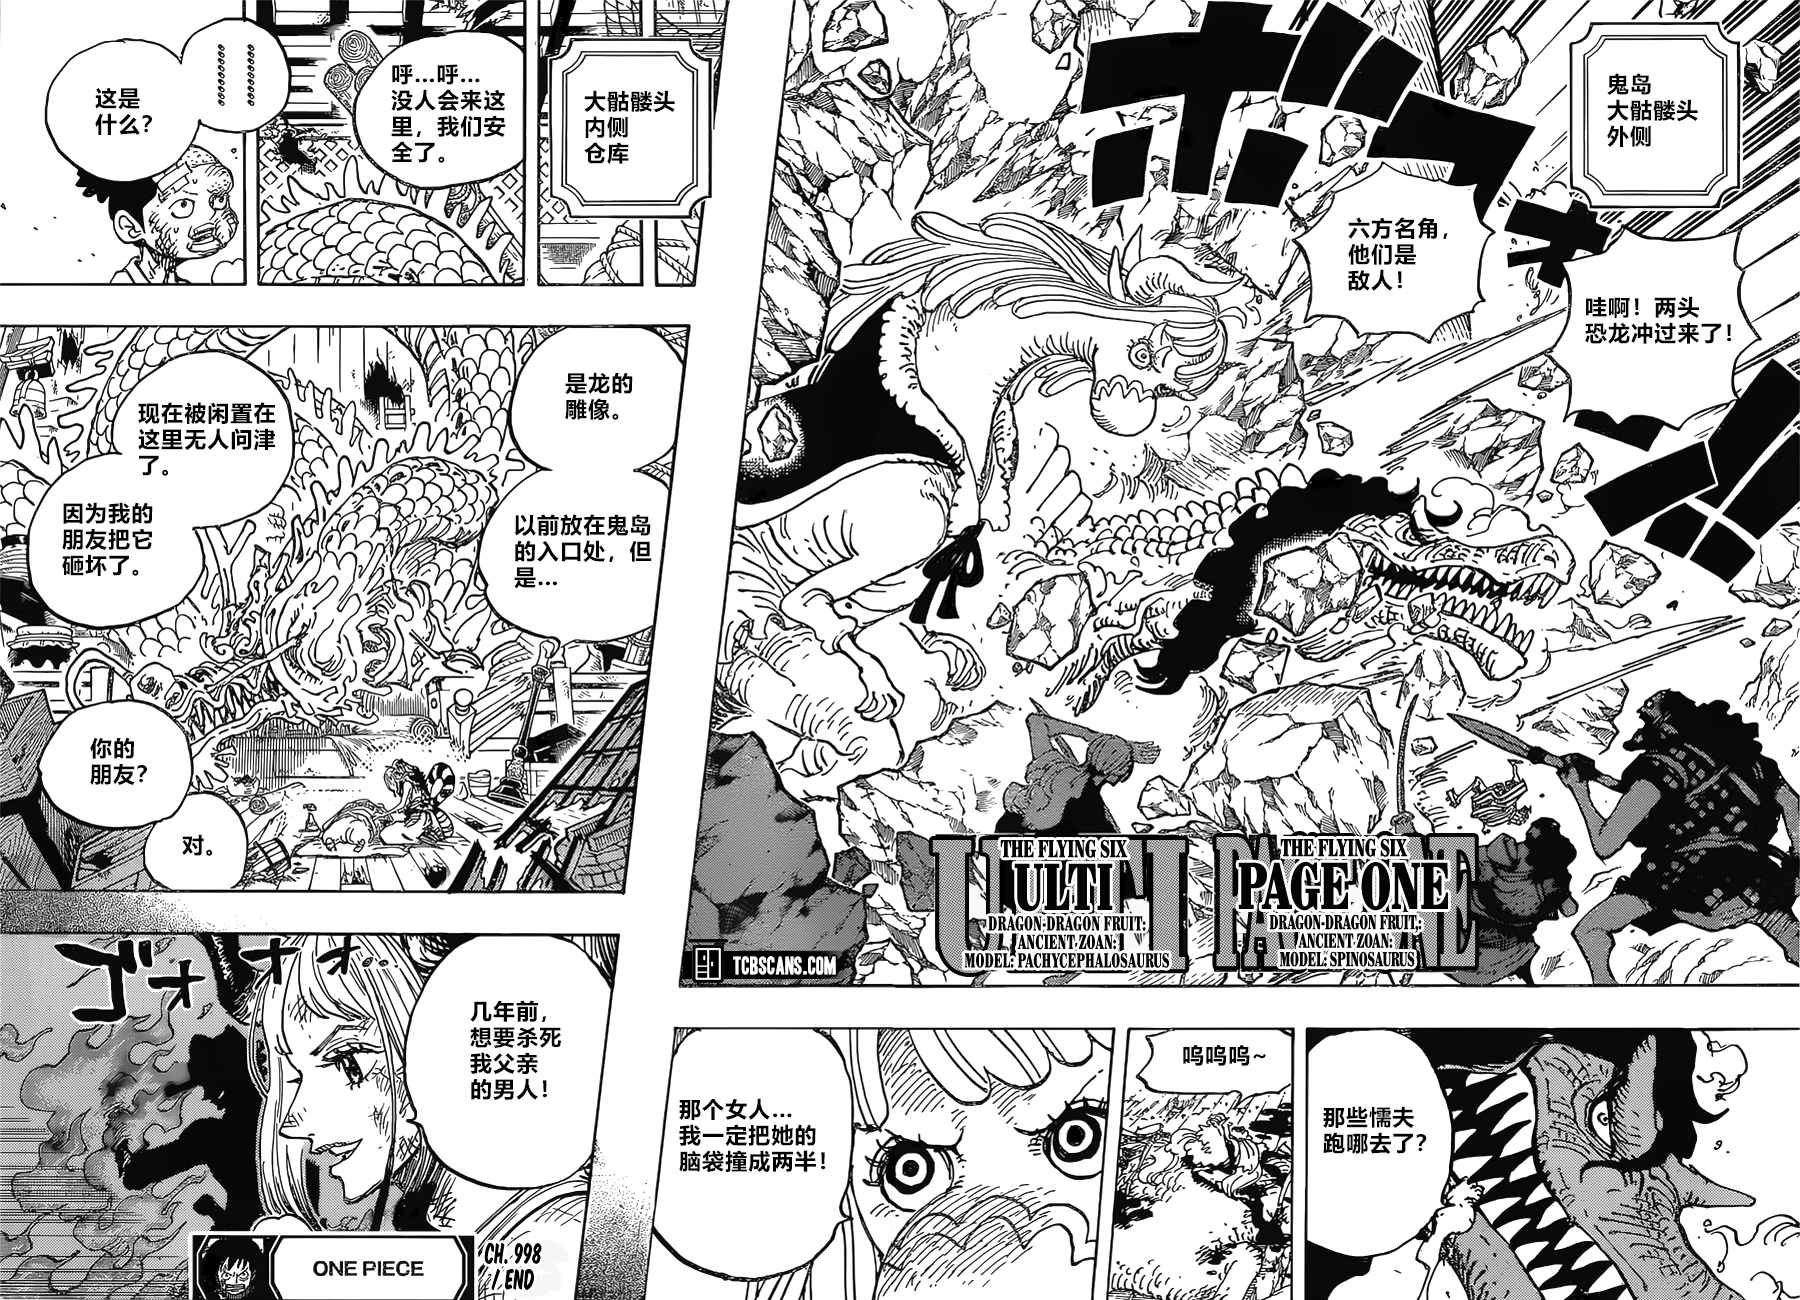 鬼岛
大骷髅头
外侧
哇啊！两头
恐龙冲过来了！
六方名角，
他们是
敌人！
THE FLYING SIX
ULTI
DRAGON-DRAGON FRUIT:
ANCIENT ZOAN:
MODEL: PACHYCEPHALOSAURUS
THE FLYING SIX
PAGE ONE
DRAGON-DRAGON FRUIT,:
ANCIENT ZOAN:
MODEL: SPINOSAURUS
TCBSCANS.COM
那些懦夫
跑哪去了？
呜呜呜~
那个女人...
我一定把她的
脑袋撞成两半！
大骷髅头
内侧
仓库
呼...呼...
没人会来这
里，我们安
全了。
这是
什么？
是龙的
雕像。
以前放在鬼岛
的入口处，但
是...
现在被闲置在
这里无人问津
了。
因为我的
朋友把它
砸坏了。
你的
朋友？
对。
几年前，
想要杀死
我父亲
的男人！
ゴォォ
ONE PIECE
CH. 998
/ END